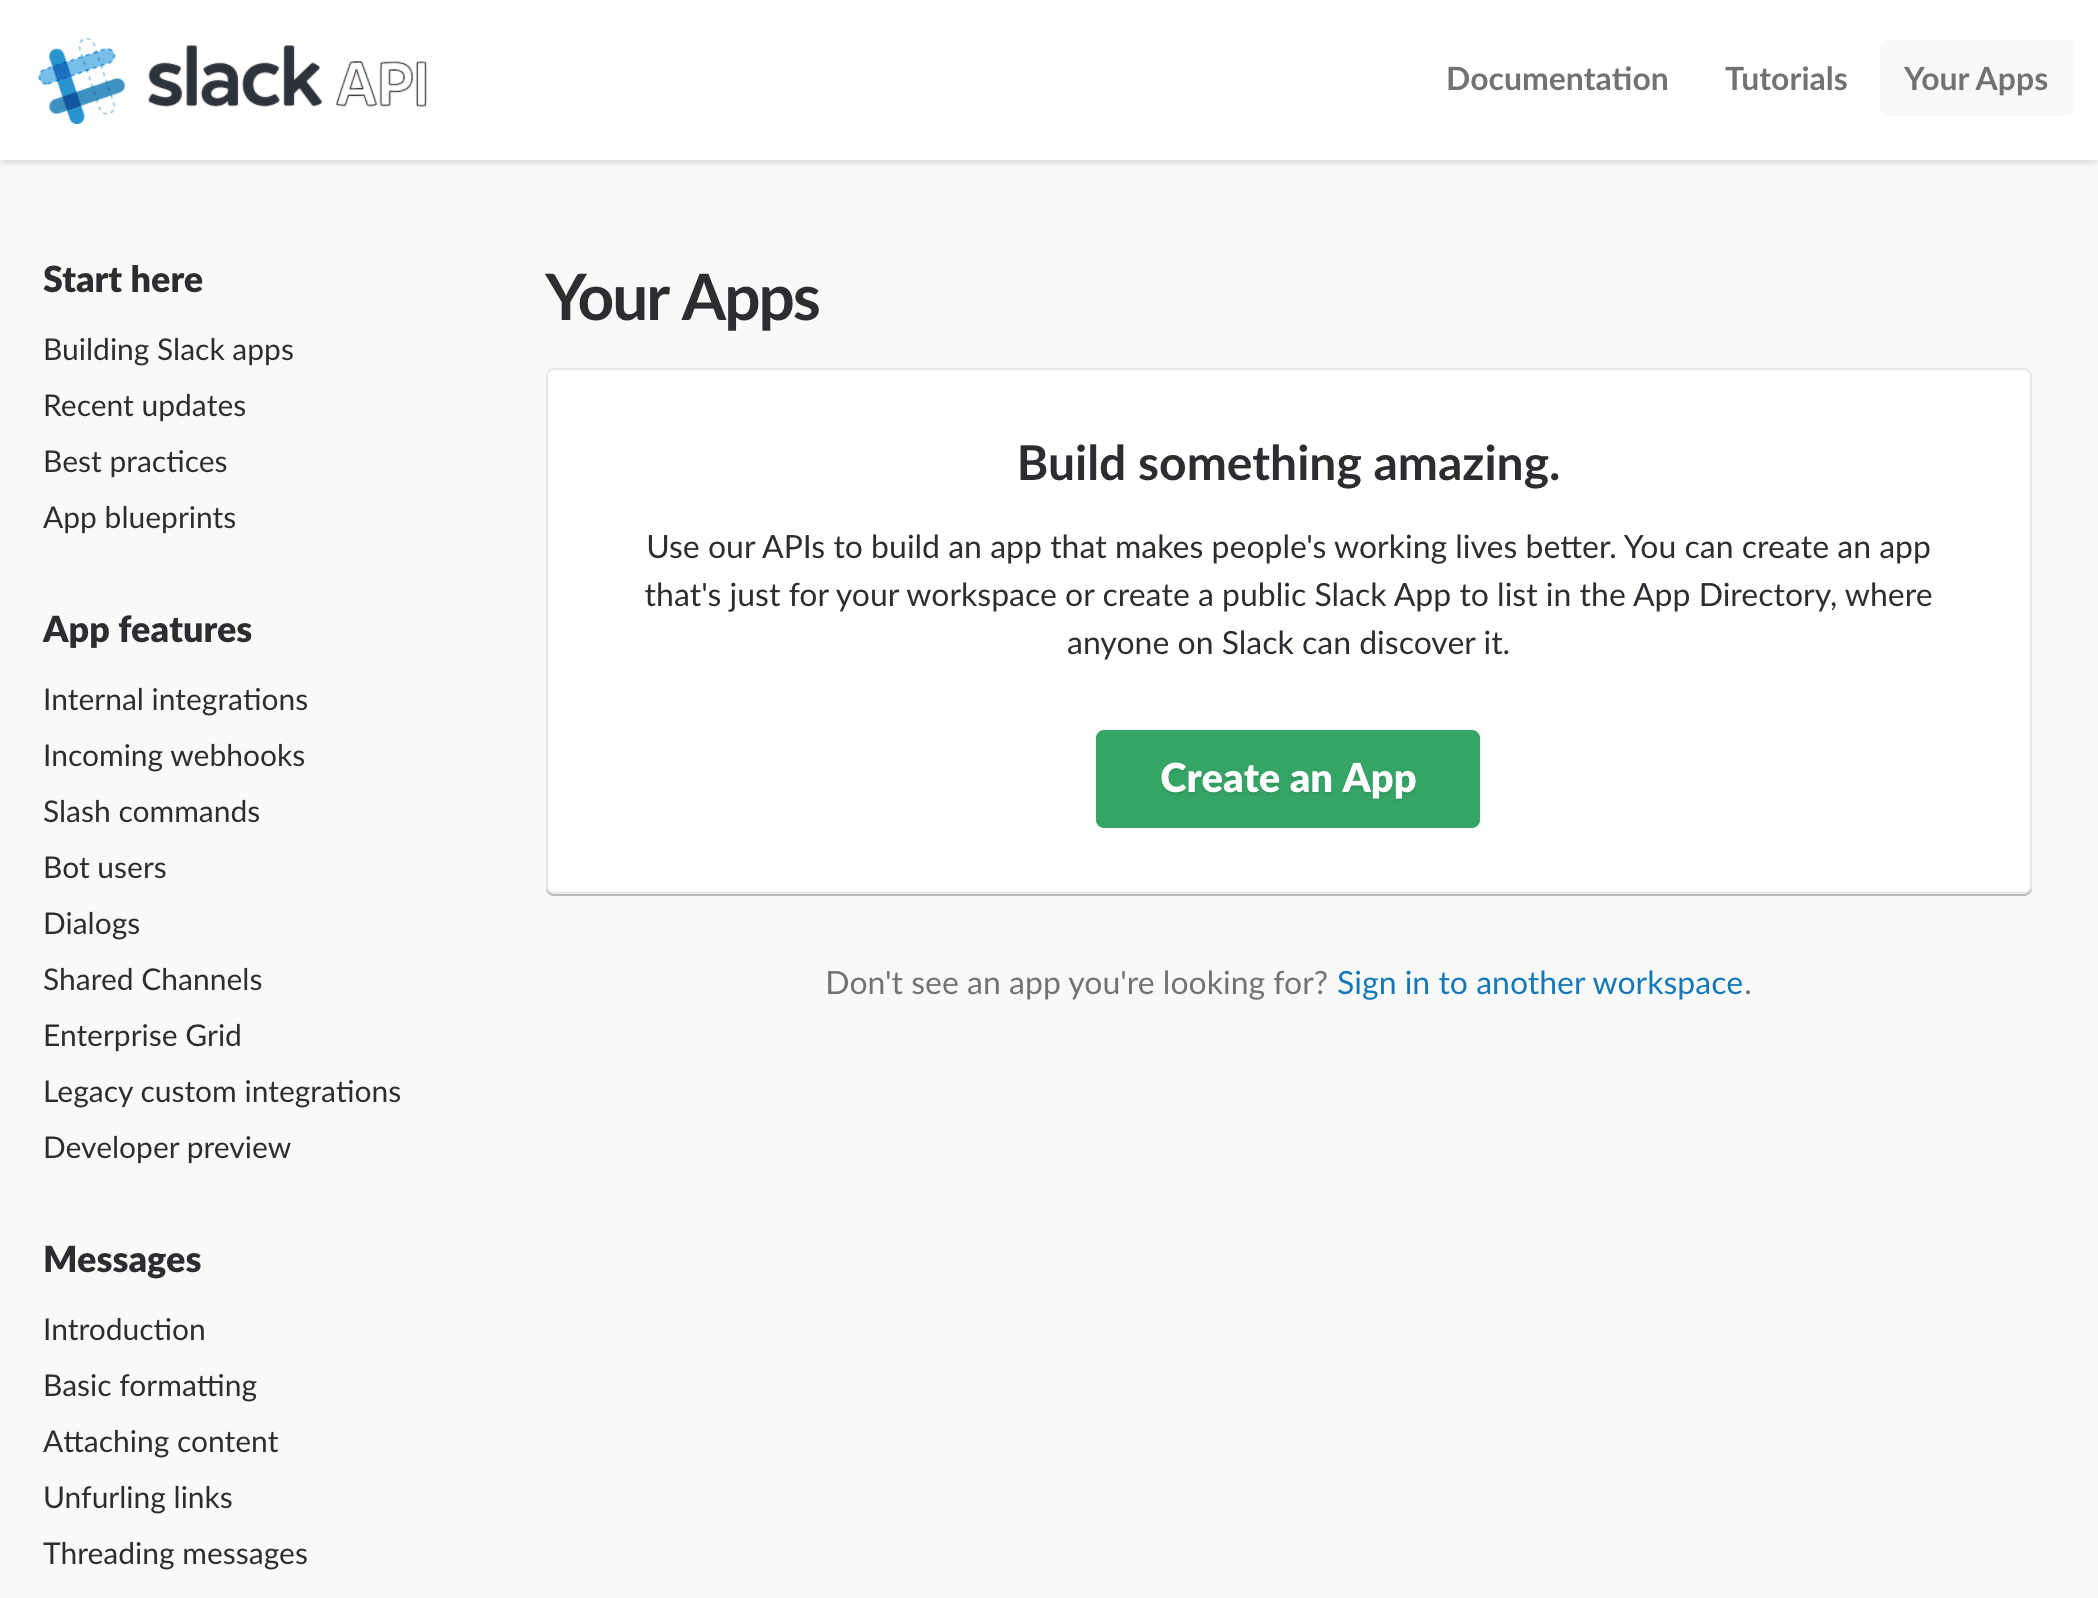 slack API
Documentation
Tutorials
Your Apps
Start here
Building Slack apps
Recent updates
Best practices
App blueprints
App features
Internal integrations
Incoming webhooks
Slash commands
Bot users
Dialogs
Shared Channels
Enterprise Grid
Legacy custom integrations
Developer preview
Messages
Introduction
Basic formatting
Attaching content
Unfurling links
Threading messages
Your Apps
Build something amazing.
Use our APIs to build an app that makes people's working lives better. You can create an app
that's just for your workspace or create a public Slack App to list in the App Directory, where
anyone on Slack can discover it.
Create an App
Don't see an app you're looking for? Sign in to another workspace.